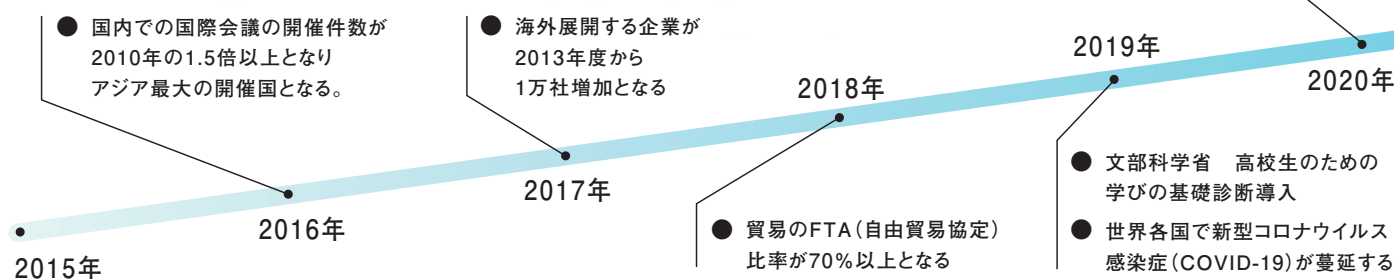 ● 国内での国際会議の開催件数が
2010年の1.5倍以上となり
アジア最大の開催国となる。
● 海外展開する企業が
2013年度から
1万社増加となる
2015年
2016年
2017年
2018年
2019年
2020年
● 貿易のFTA（自由貿易協定）
比率が70％以上となる
● 文部科学省　高校生のための
学びの基礎診断導入
● 世界各国で新型コロナウイルス
感染症（COVID-19）が蔓延する